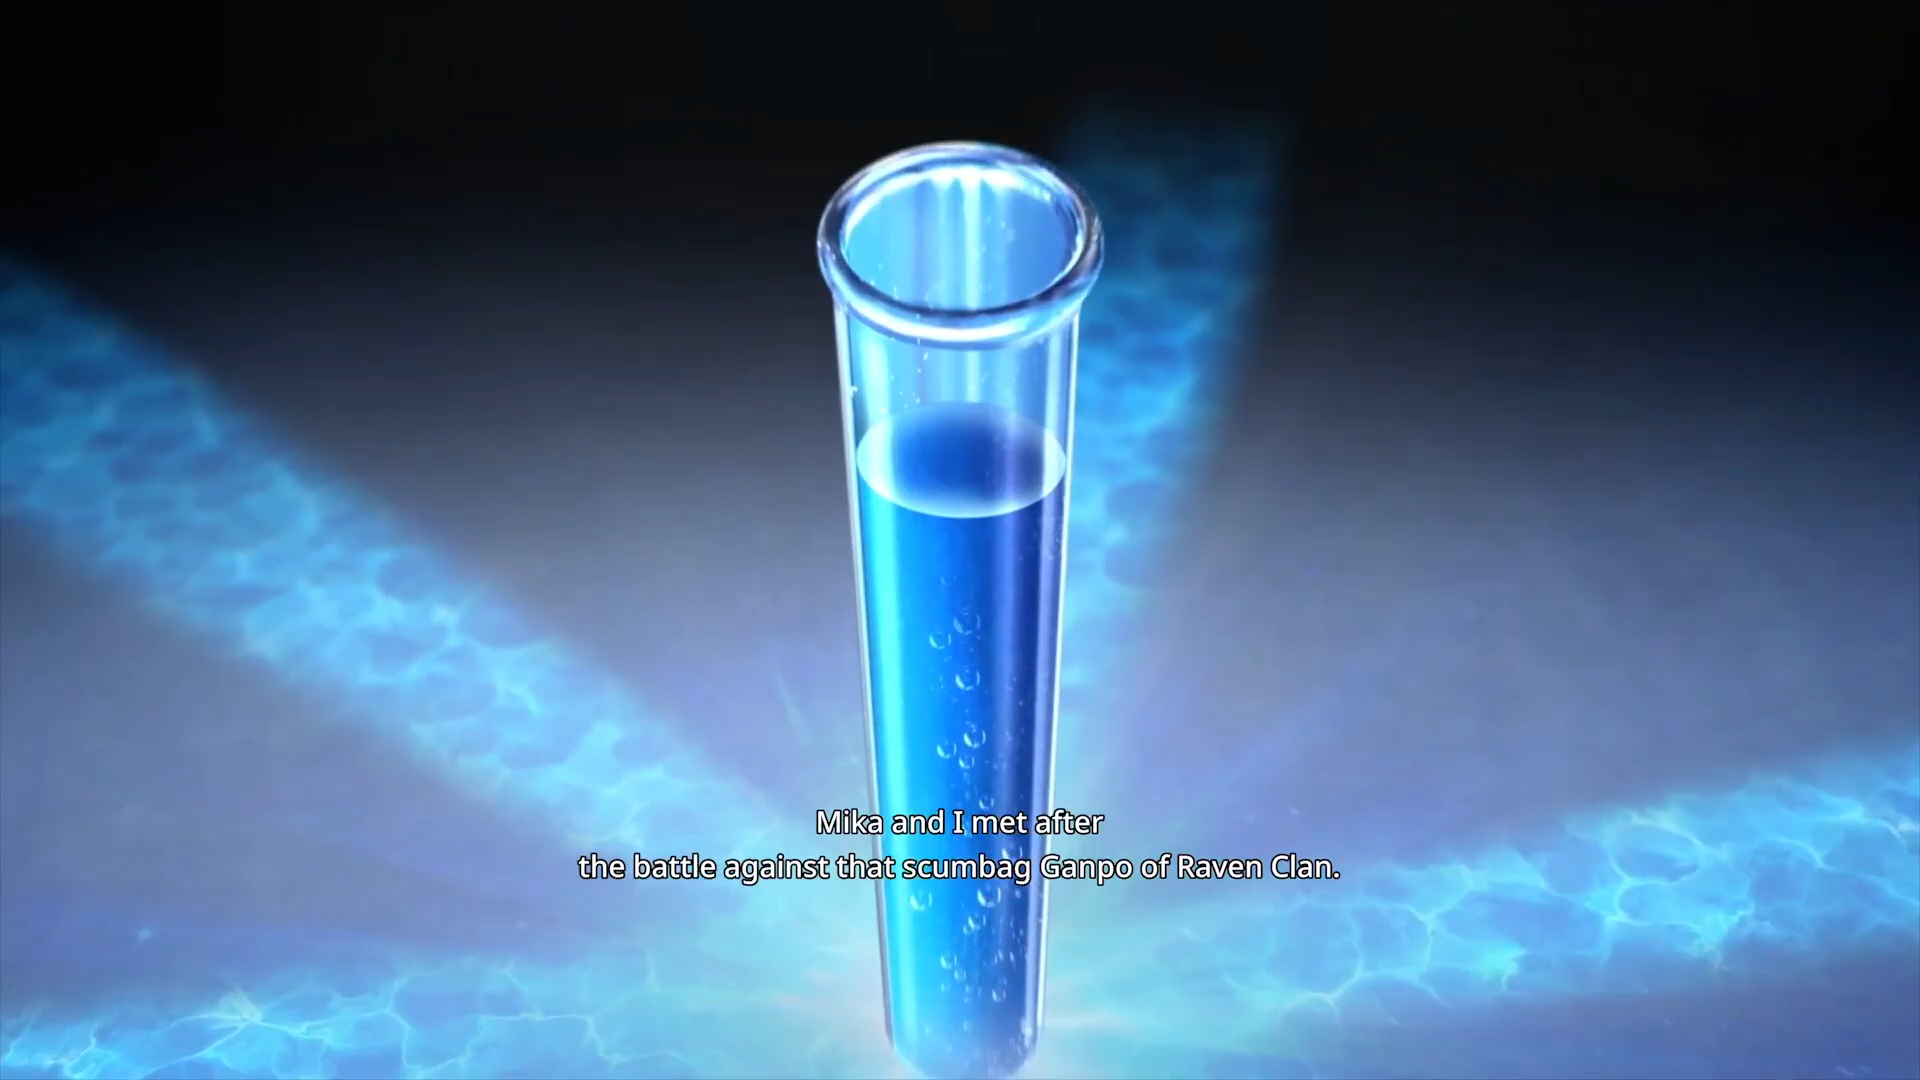 Mika and I met after
the battle against that scumbag Ganpo of Raven Clan.